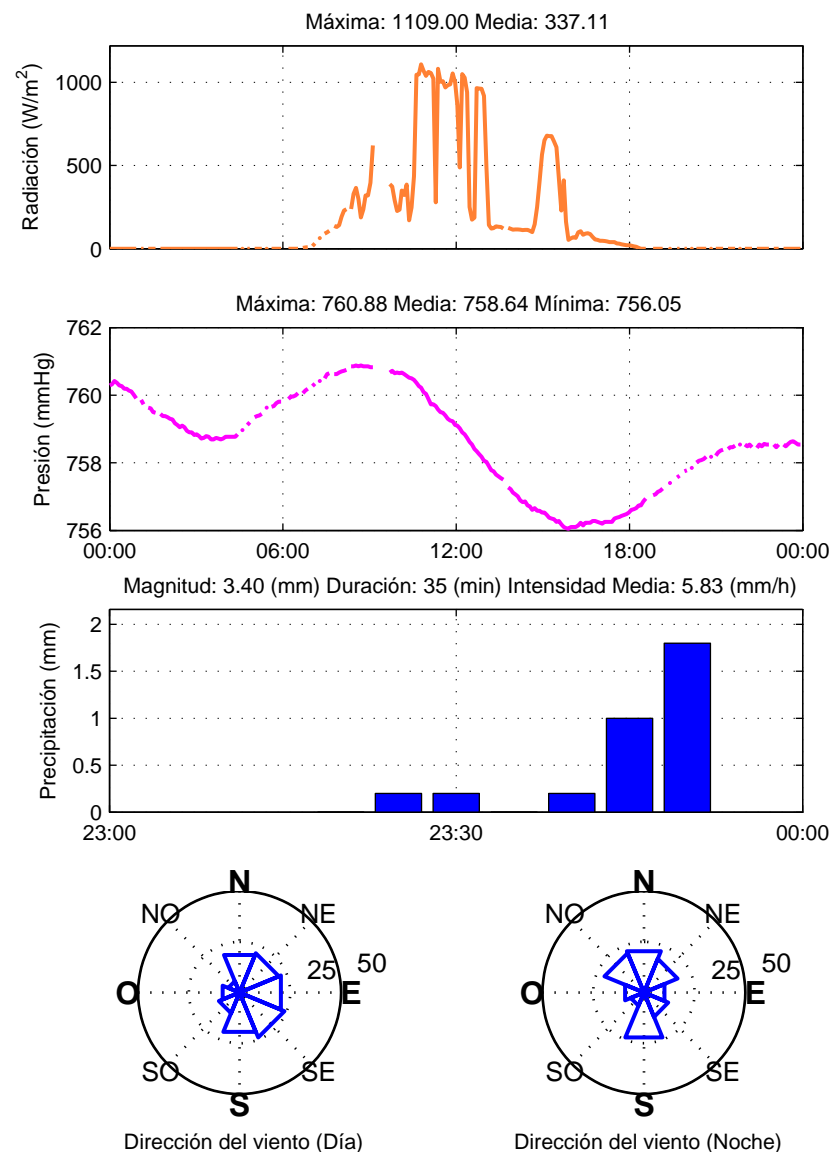 Máxima: 1109.00 Media: 337.11
Radiación (W/m²)
1000
500
0
Máxima: 760.88 Media: 758.64 Mínima: 756.05
Presión (mmHg)
762
760
758
756
00:00 06:00 12:00 18:00 00:00
Magnitud: 3.40 (mm) Duración: 35 (min) Intensidad Media: 5.83 (mm/h)
Precipitación (mm)
2
1.5
1
0.5
0
23:00 23:30 00:00
N
NO NE
25 50
O E
SO SE
S
Dirección del viento (Día)
N
NO NE
25 50
O E
SO SE
S
Dirección del viento (Noche)